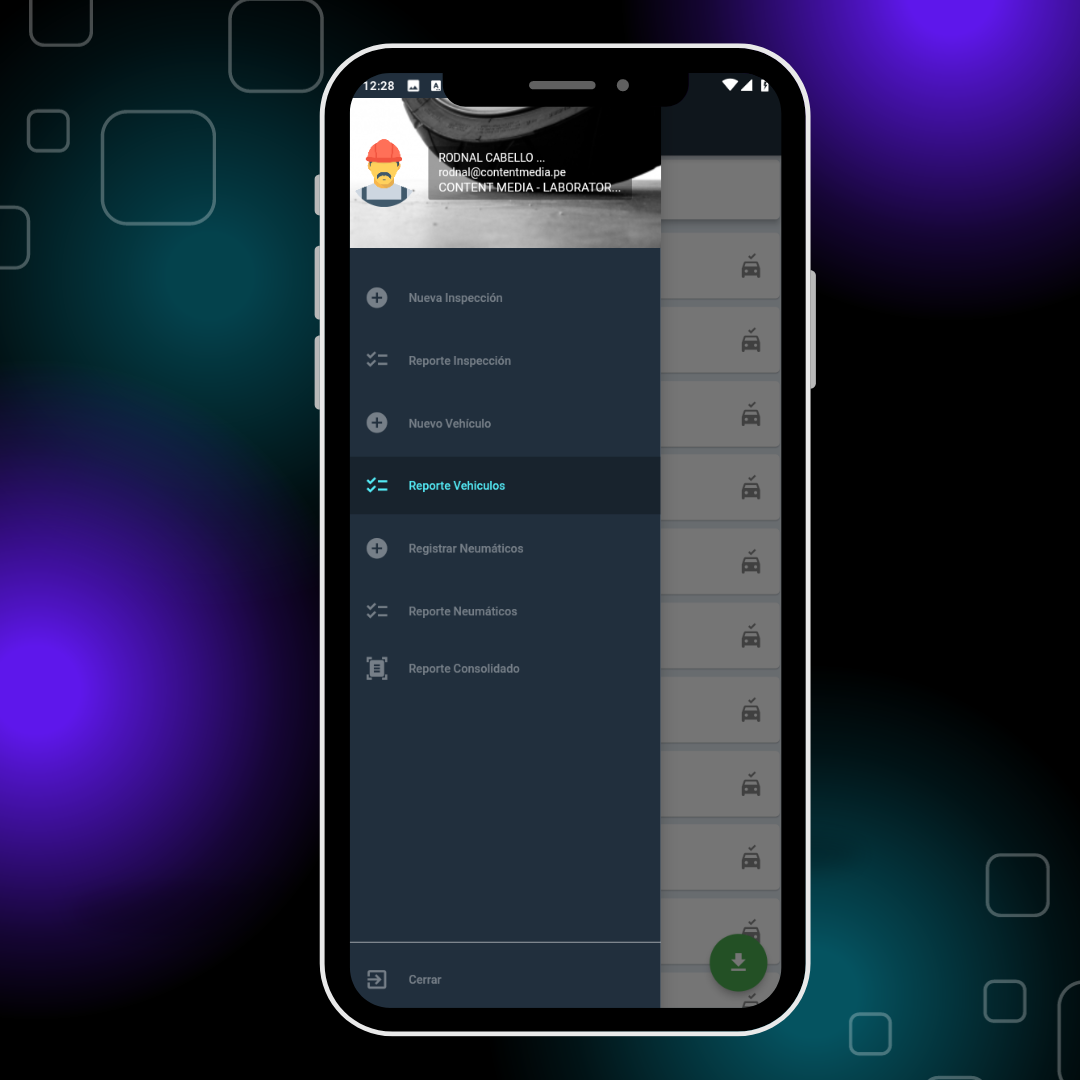 12:28
RODNAL CABELLO ...
rodnal@contentmedia.pe
CONTENT MEDIA - LABORATOR...
Nueva Inspección
Reporte Inspección
Nuevo Vehículo
Reporte Vehiculos
Registrar Neumáticos
Reporte Neumáticos
Reporte Consolidado
Cerrar